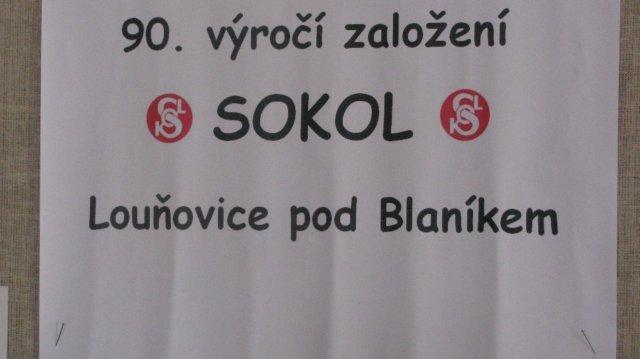 90. výročí založení
SOKOL
Louňovice pod Blaníkem